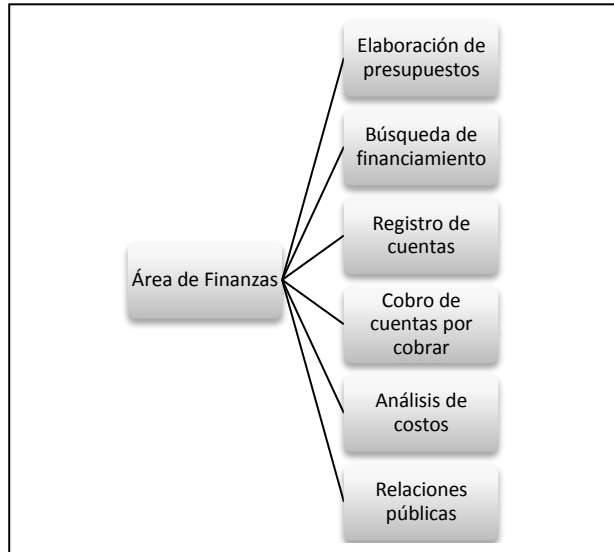 Elaboración de
presupuestos
Búsqueda de
financiamiento
Registro de
cuentas
Área de Finanzas
Cobro de
cuentas por
cobrar
Análisis de
costos
Relaciones
públicas